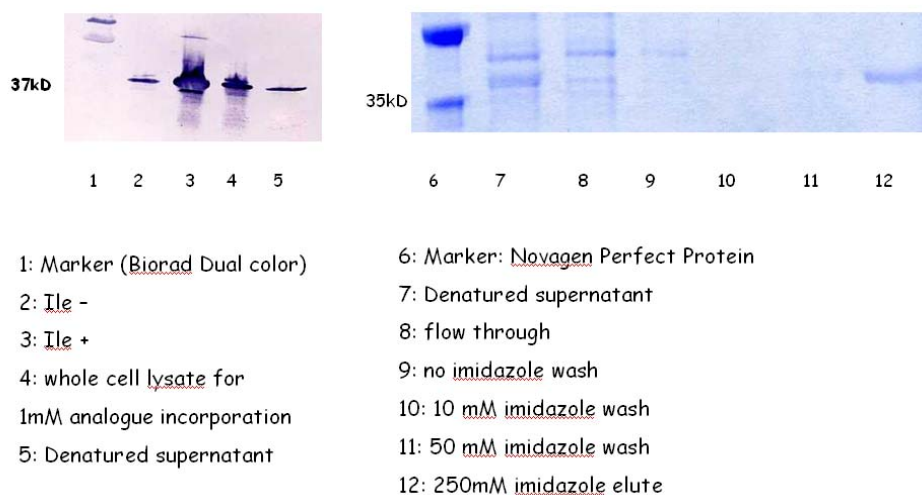 37kD
35kD
1 2 3 4 5
6 7 8 9 10 11 12
1: Marker (Biorad Dual color)
2: Ile -
3: Ile +
4: whole cell lysate for
1mM analogue incorporation
5: Denatured supernatant
6: Marker: Novagen Perfect Protein
7: Denatured supernatant
8: flow through
9: no imidazole wash
10: 10 mM imidazole wash
11: 50 mM imidazole wash
12: 250mM imidazole elute